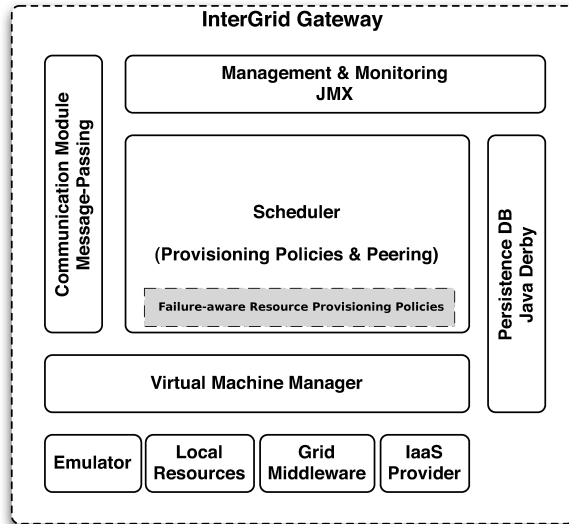 InterGrid Gateway
Communication Module
Message-Passing
Management & Monitoring
JMX
Scheduler
(Provisioning Policies & Peering)
Failure-aware Resource Provisioning Policies
Persistence DB
Java Derby
Virtual Machine Manager
Emulator
Local
Resources
Grid
Middleware
IaaS
Provider